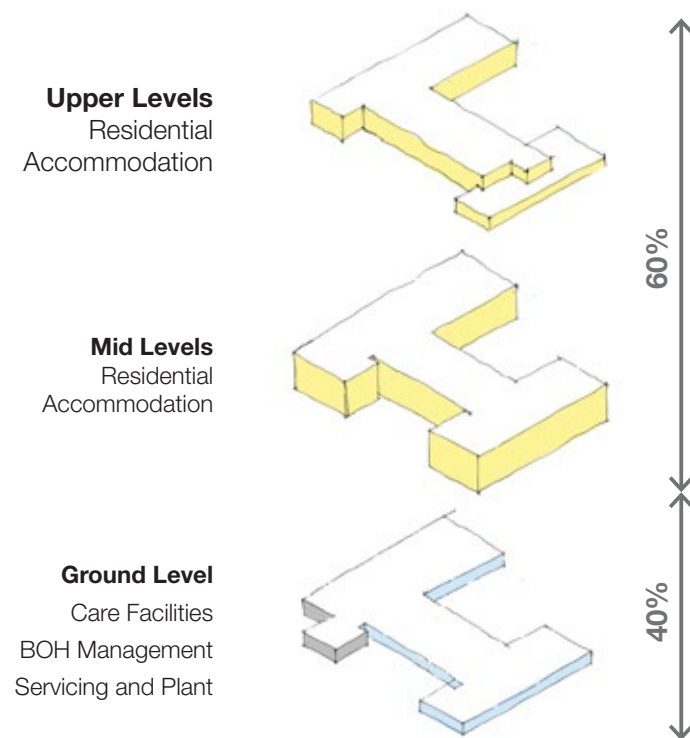 Upper Levels
Residential
Accommodation
60%
Mid Levels
Residential
Accommodation
Ground Level
Care Facilities
BOH Management
Servicing and Plant
40%